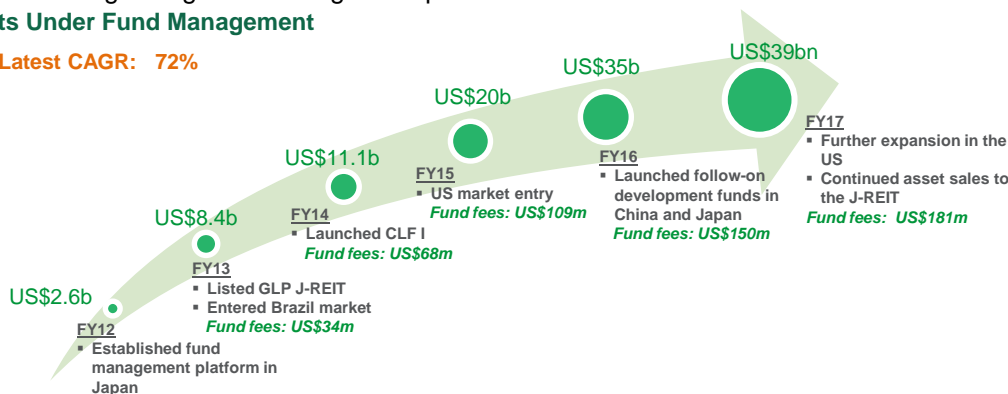 ts Under Fund Management
Latest CAGR: 72%
US$39bn
US$35b
US$20b
US$11.1b
US$8.4b
US$2.6b
FY12
▪ Established fund
management platform in
Japan
FY13
▪ Listed GLP J-REIT
▪ Entered Brazil market
Fund fees: US$34m
FY14
▪ Launched CLF I
Fund fees: US$68m
FY15
▪ US market entry
Fund fees: US$109m
FY16
▪ Launched follow-on
development funds in
China and Japan
Fund fees: US$150m
FY17
▪ Further expansion in the
US
▪ Continued asset sales to
the J-REIT
Fund fees: US$181m